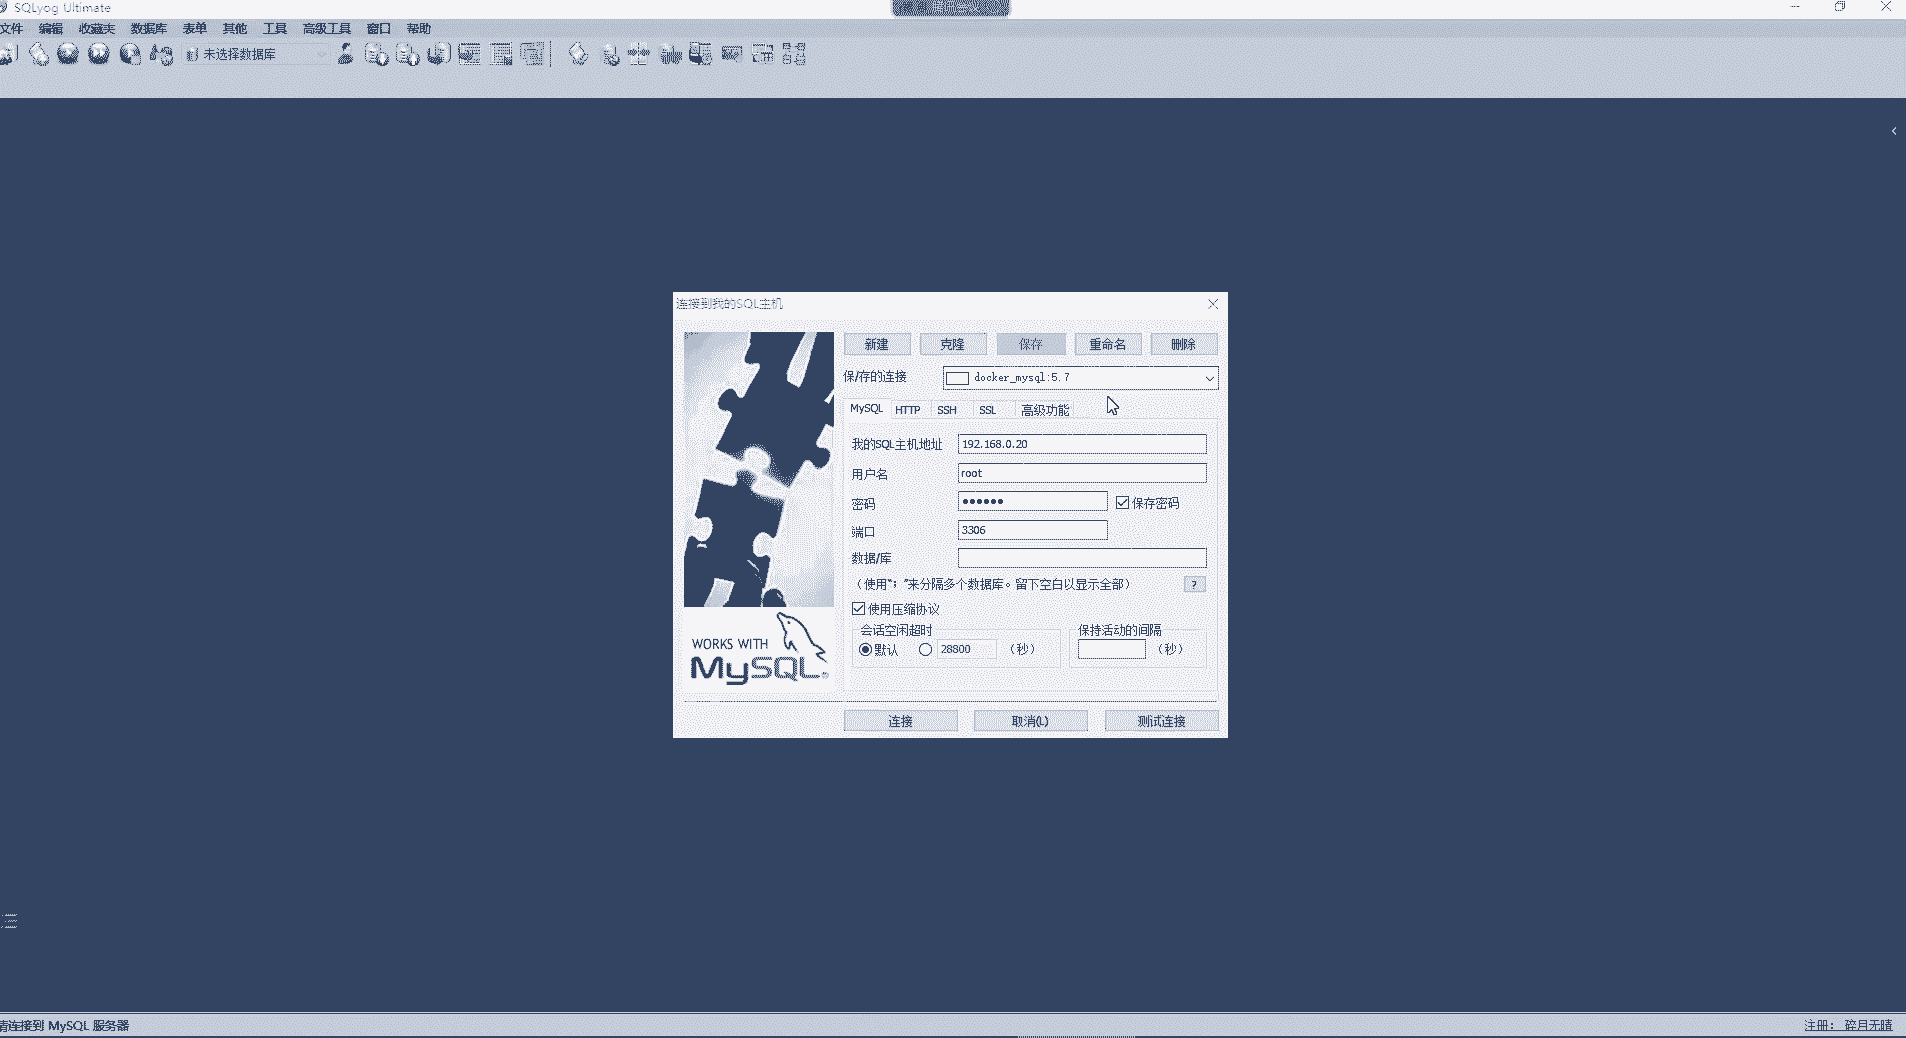 SQLyog Ultimate
文件 编辑 收藏夹 数据库 表单 其他 工具 高级工具 窗口 帮助
未选择数据库
连接到我的SQL主机
新建 克隆 保存 重命名 删除
保/存的连接 docker_mysql:5.7
MySQL HTTP SSH SSL 高级功能
我的SQL主机地址 192.168.0.20
用户名 root
密码 •••••• 保存密码
端口 3306
数据/库
（使用“；”来分隔多个数据库。留下空白以显示全部） ?
使用压缩协议
会话空闲超时 保持活动的间隔
默认 28800 （秒） （秒）
WORKS WITH
MySQL®
连接 取消(L) 测试连接
请连接到 MySQL 服务器 注册： 碎月无晴